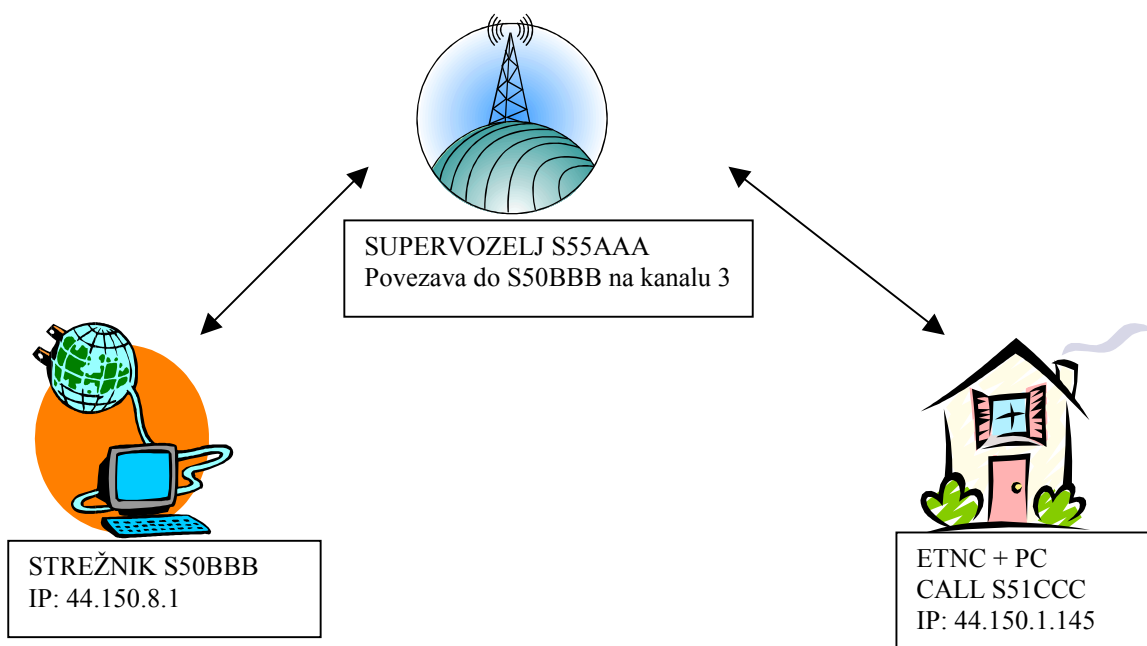 SUPERVOZELJ S55AAA
Povezava do S50BBB na kanalu 3
STREŽNIK S50BBB
IP: 44.150.8.1
ETNC + PC
CALL S51CCC
IP: 44.150.1.145